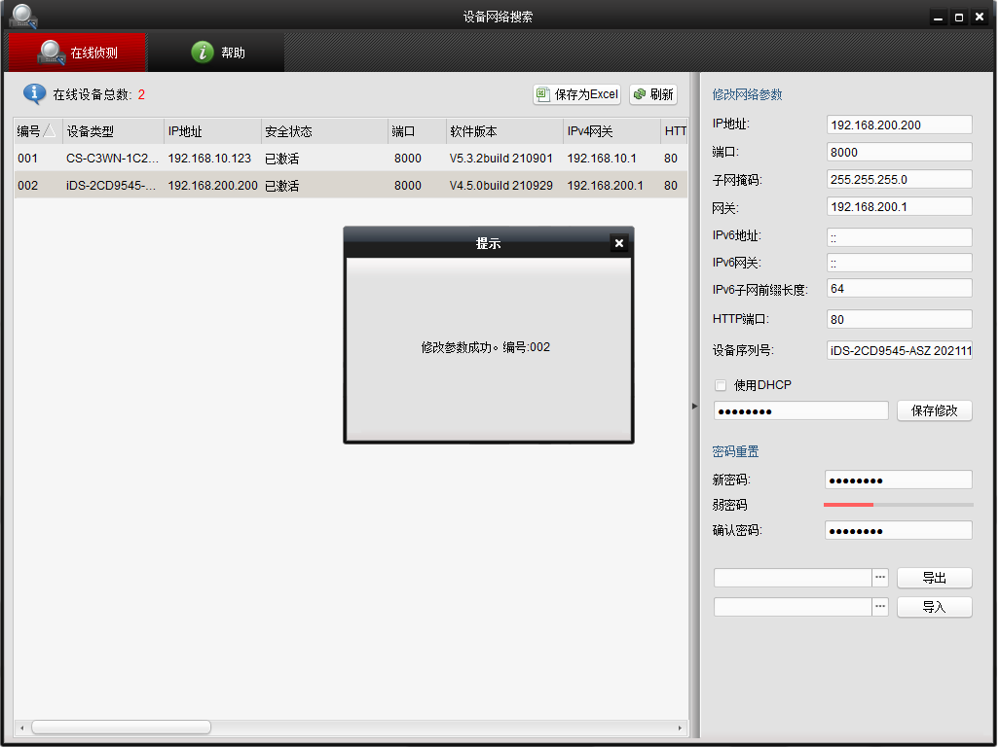 设备网络搜索
在线侦测
帮助
在线设备总数: 2
保存为Excel
刷新
编号 设备类型 IP地址 安全状态 端口 软件版本 IPv4网关 HTT
001 CS-C3WN-1C2... 192.168.10.123 已激活 8000 V5.3.2build 210901 192.168.10.1 80
002 iDS-2CD9545-... 192.168.200.200 已激活 8000 V4.5.0build 210929 192.168.200.1 80
提示
修改参数成功。编号:002
修改网络参数
IP地址: 192.168.200.200
端口: 8000
子网掩码: 255.255.255.0
网关: 192.168.200.1
IPv6地址: ::
IPv6网关: ::
IPv6子网前缀长度: 64
HTTP端口: 80
设备序列号: iDS-2CD9545-ASZ 202111
使用DHCP
●●●●●●●● 保存修改
密码重置
新密码: ●●●●●●●●
弱密码
确认密码: ●●●●●●●●
... 导出
... 导入